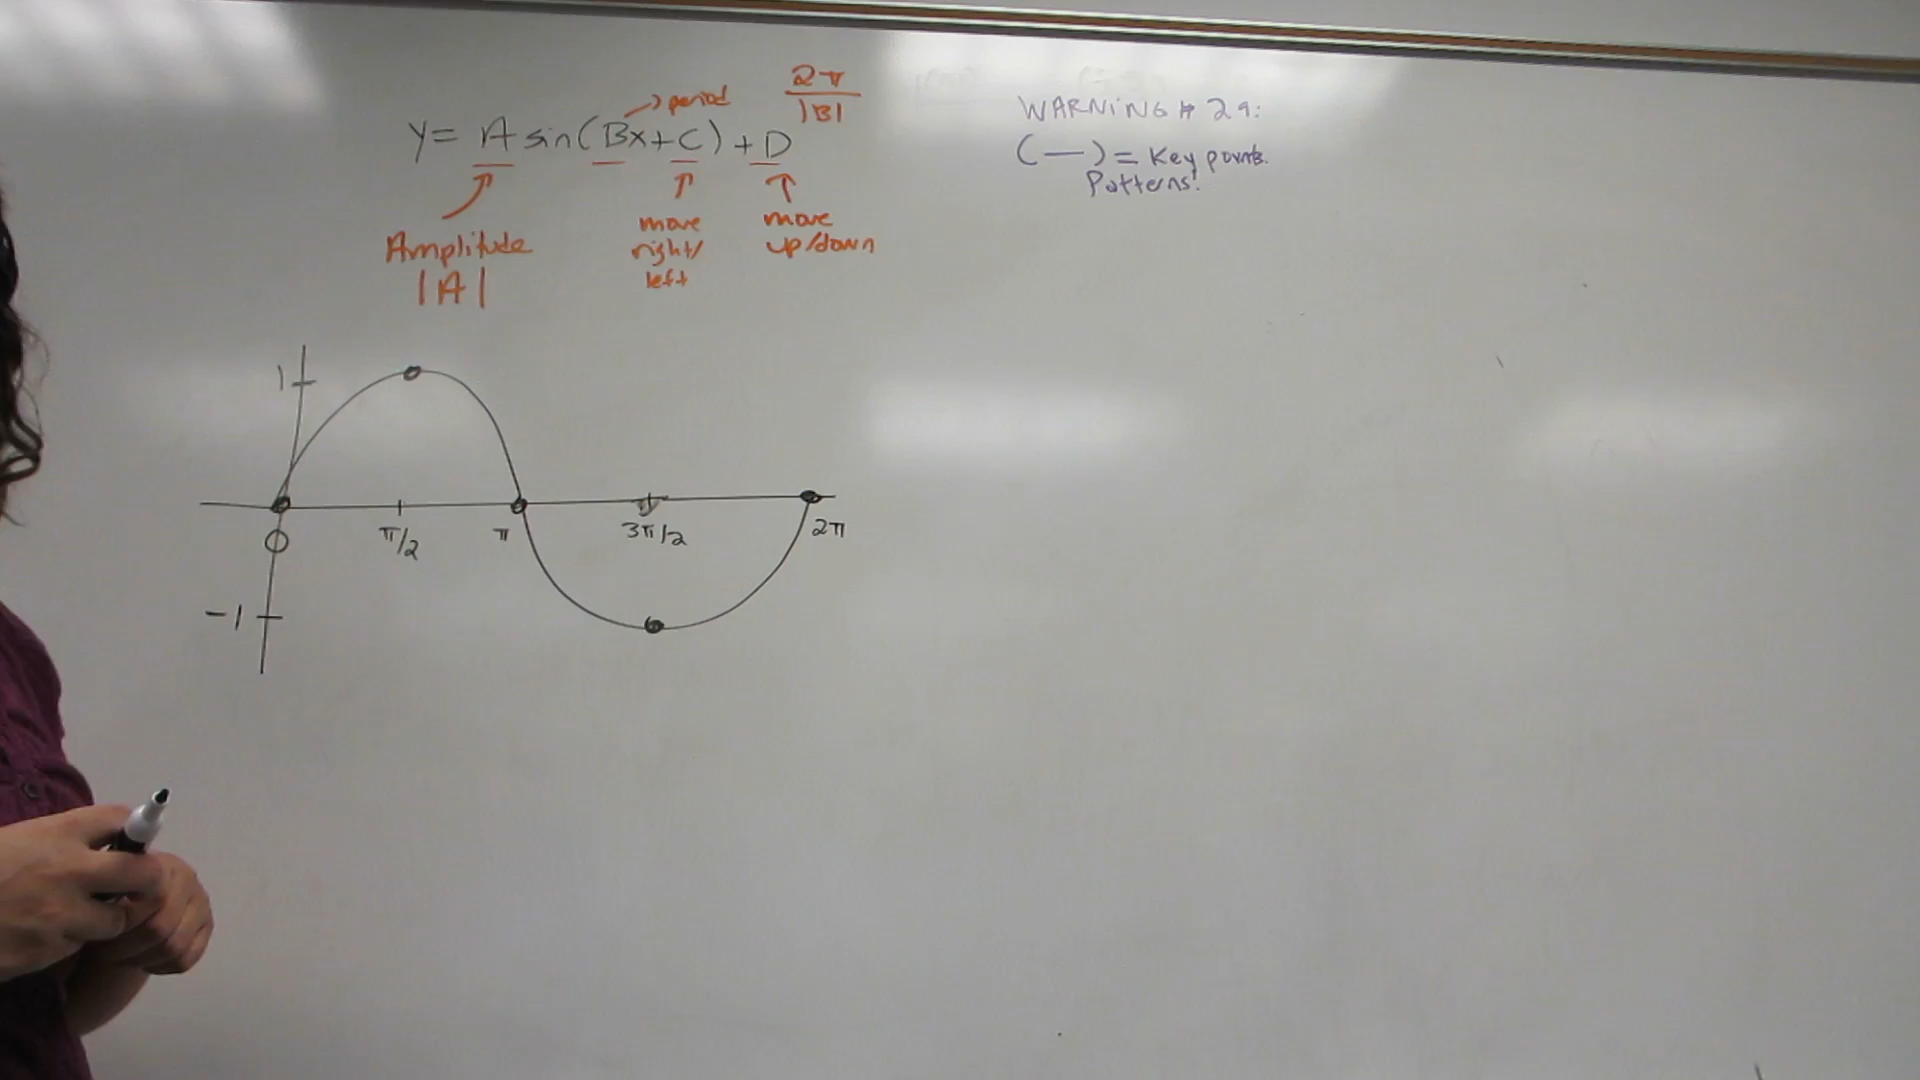 y = A sin(Bx+C) + D
period
2π
|B|
Amplitude
|A|
move
right/
left
move
up/down
WARNING # 29:
( — ) = Key points.
Patterns!
1
0
π/2
π
3π/2
2π
-1